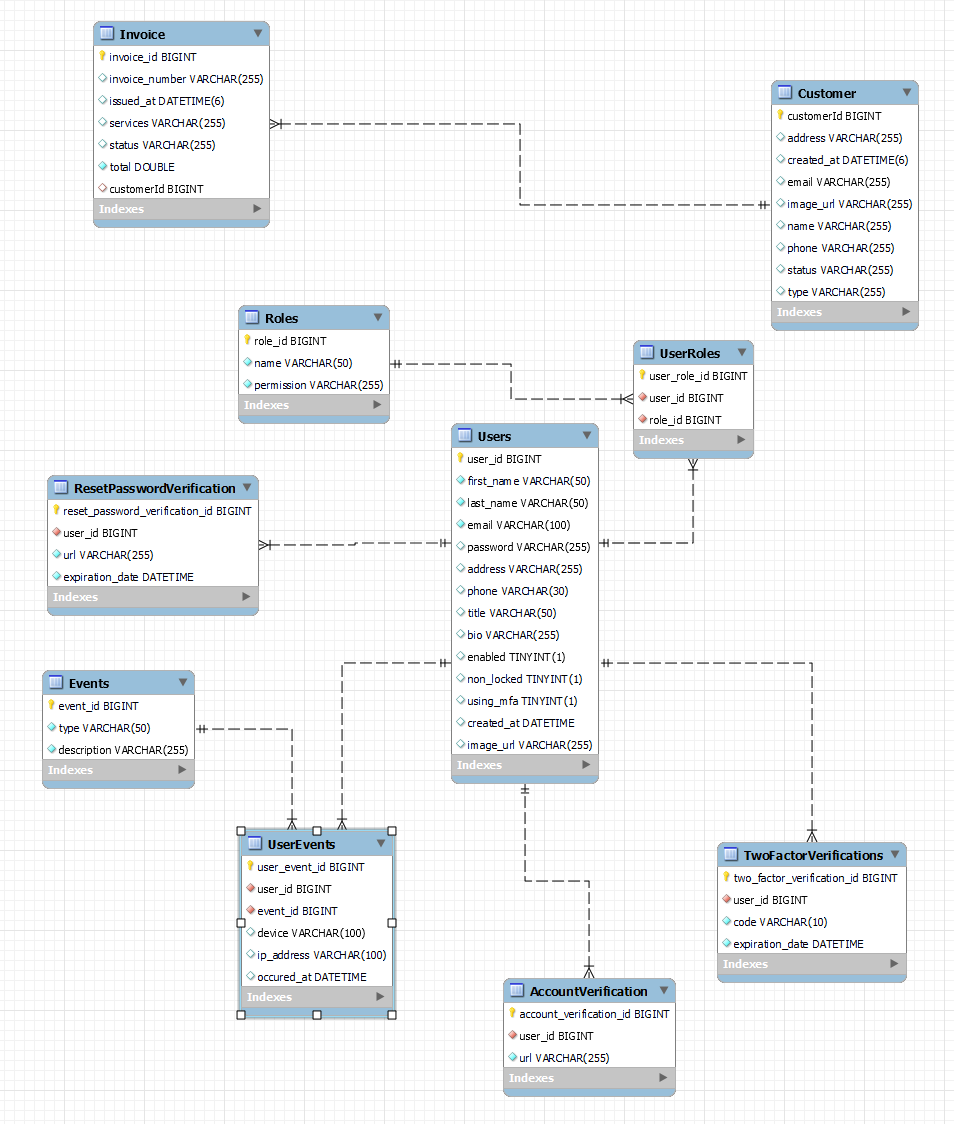 Invoice
invoice_id BIGINT
invoice_number VARCHAR(255)
issued_at DATETIME(6)
services VARCHAR(255)
status VARCHAR(255)
total DOUBLE
customerId BIGINT
Indexes
Customer
customerId BIGINT
address VARCHAR(255)
created_at DATETIME(6)
email VARCHAR(255)
image_url VARCHAR(255)
name VARCHAR(255)
phone VARCHAR(255)
status VARCHAR(255)
type VARCHAR(255)
Indexes
Roles
role_id BIGINT
name VARCHAR(50)
permission VARCHAR(255)
Indexes
UserRoles
user_role_id BIGINT
user_id BIGINT
role_id BIGINT
Indexes
Users
user_id BIGINT
first_name VARCHAR(50)
last_name VARCHAR(50)
email VARCHAR(100)
password VARCHAR(255)
address VARCHAR(255)
phone VARCHAR(30)
title VARCHAR(50)
bio VARCHAR(255)
enabled TINYINT(1)
non_locked TINYINT(1)
using_mfa TINYINT(1)
created_at DATETIME
image_url VARCHAR(255)
Indexes
ResetPasswordVerification
reset_password_verification_id BIGINT
user_id BIGINT
url VARCHAR(255)
expiration_date DATETIME
Indexes
Events
event_id BIGINT
type VARCHAR(50)
description VARCHAR(255)
Indexes
UserEvents
user_event_id BIGINT
user_id BIGINT
event_id BIGINT
device VARCHAR(100)
ip_address VARCHAR(100)
occured_at DATETIME
Indexes
TwoFactorVerifications
two_factor_verification_id BIGINT
user_id BIGINT
code VARCHAR(10)
expiration_date DATETIME
Indexes
AccountVerification
account_verification_id BIGINT
user_id BIGINT
url VARCHAR(255)
Indexes